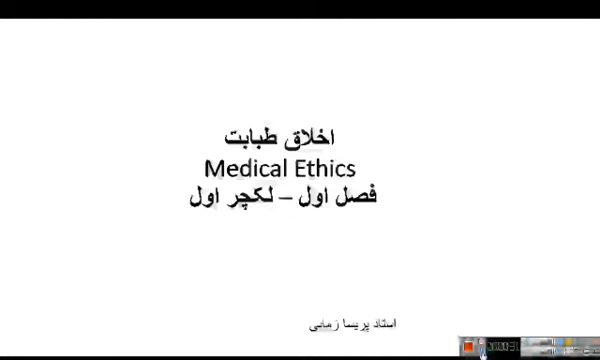 اخلاق طبابت
Medical Ethics
فصل اول – لکچر اول
استاد پریسا زمانی